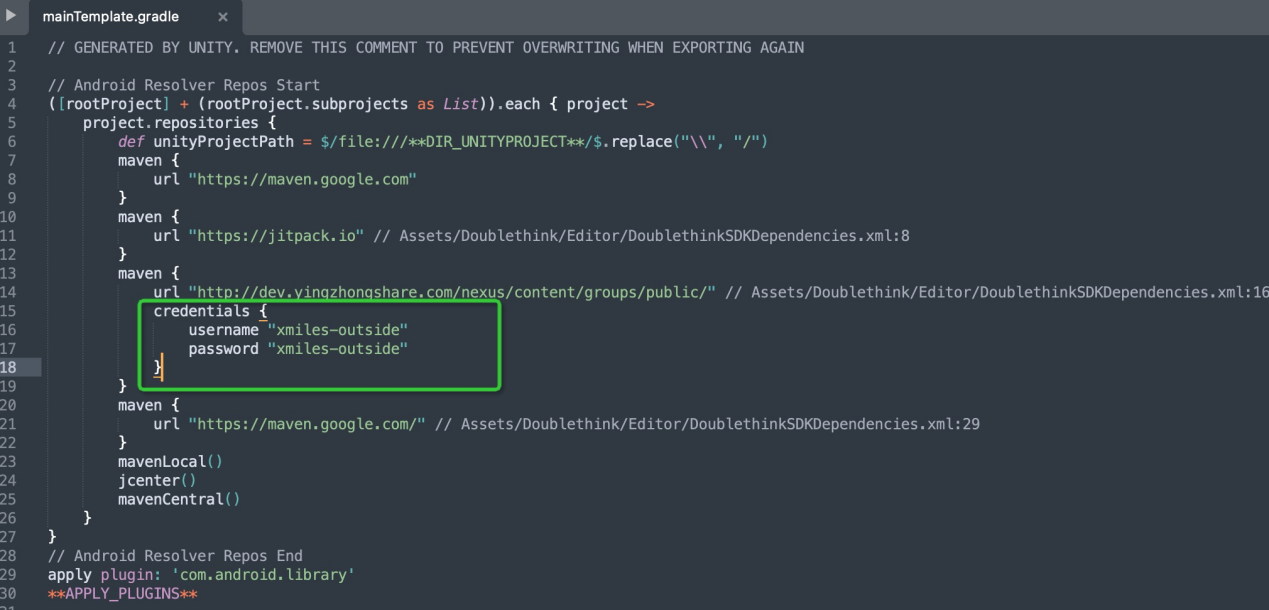 mainTemplate.gradle ×
1 // GENERATED BY UNITY. REMOVE THIS COMMENT TO PREVENT OVERWRITING WHEN EXPORTING AGAIN
2
3 // Android Resolver Repos Start
4 ([rootProject] + (rootProject.subprojects as List)).each { project ->
5     project.repositories {
6         def unityProjectPath = $/file:///**DIR_UNITYPROJECT**/$.replace("\\", "/")
7         maven {
8             url "https://maven.google.com"
9         }
10         maven {
11             url "https://jitpack.io" // Assets/Doublethink/Editor/DoublethinkSDKDependencies.xml:8
12         }
13         maven {
14             url "http://dev.yingzhongshare.com/nexus/content/groups/public/" // Assets/Doublethink/Editor/DoublethinkSDKDependencies.xml:16
15             credentials {
16                 username "xmiles-outside"
17                 password "xmiles-outside"
18             }
19         }
20         maven {
21             url "https://maven.google.com/" // Assets/Doublethink/Editor/DoublethinkSDKDependencies.xml:29
22         }
23         mavenLocal()
24         jcenter()
25         mavenCentral()
26     }
27 }
28 // Android Resolver Repos End
29 apply plugin: 'com.android.library'
30 **APPLY_PLUGINS**
31